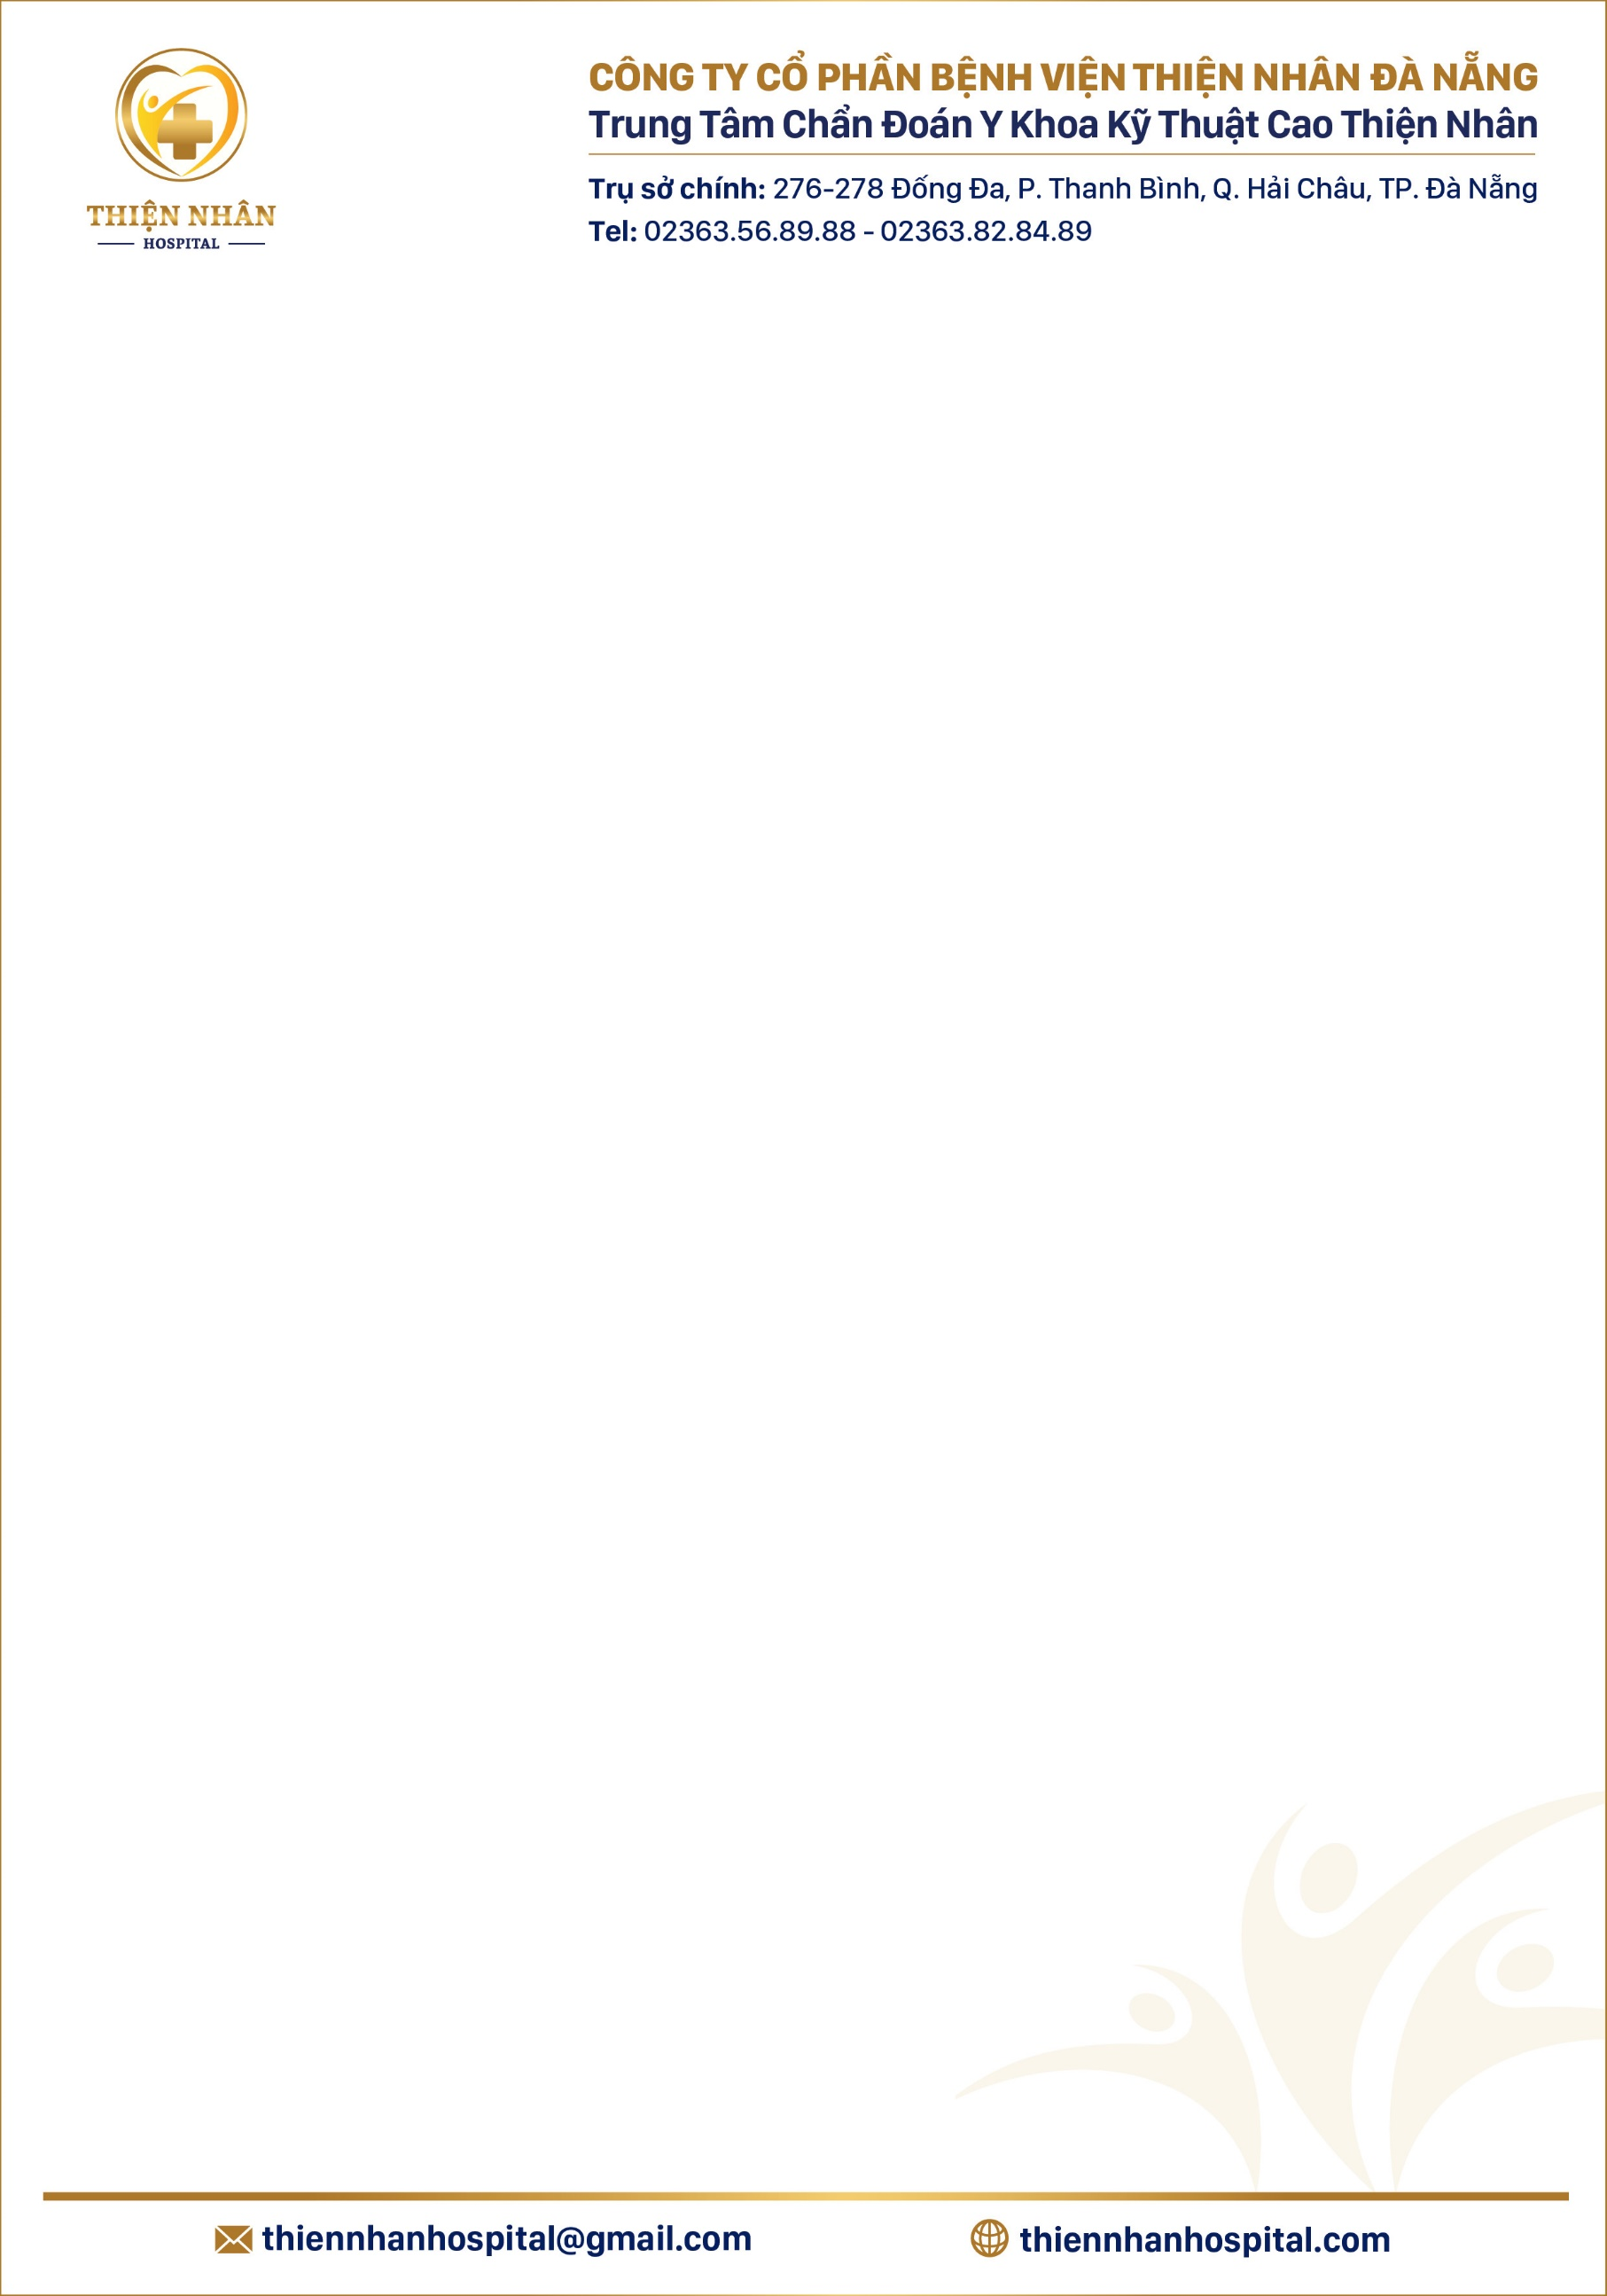 THIỆN NHÂN
HOSPITAL
CÔNG TY CỔ PHẦN BỆNH VIỆN THIỆN NHÂN ĐÀ NẴNG
Trung Tâm Chẩn Đoán Y Khoa Kỹ Thuật Cao Thiện Nhân
Trụ sở chính: 276-278 Đống Đa, P. Thanh Bình, Q. Hải Châu, TP. Đà Nẵng
Tel: 02363.56.89.88 - 02363.82.84.89
thiennhanhospital@gmail.com
thiennhanhospital.com